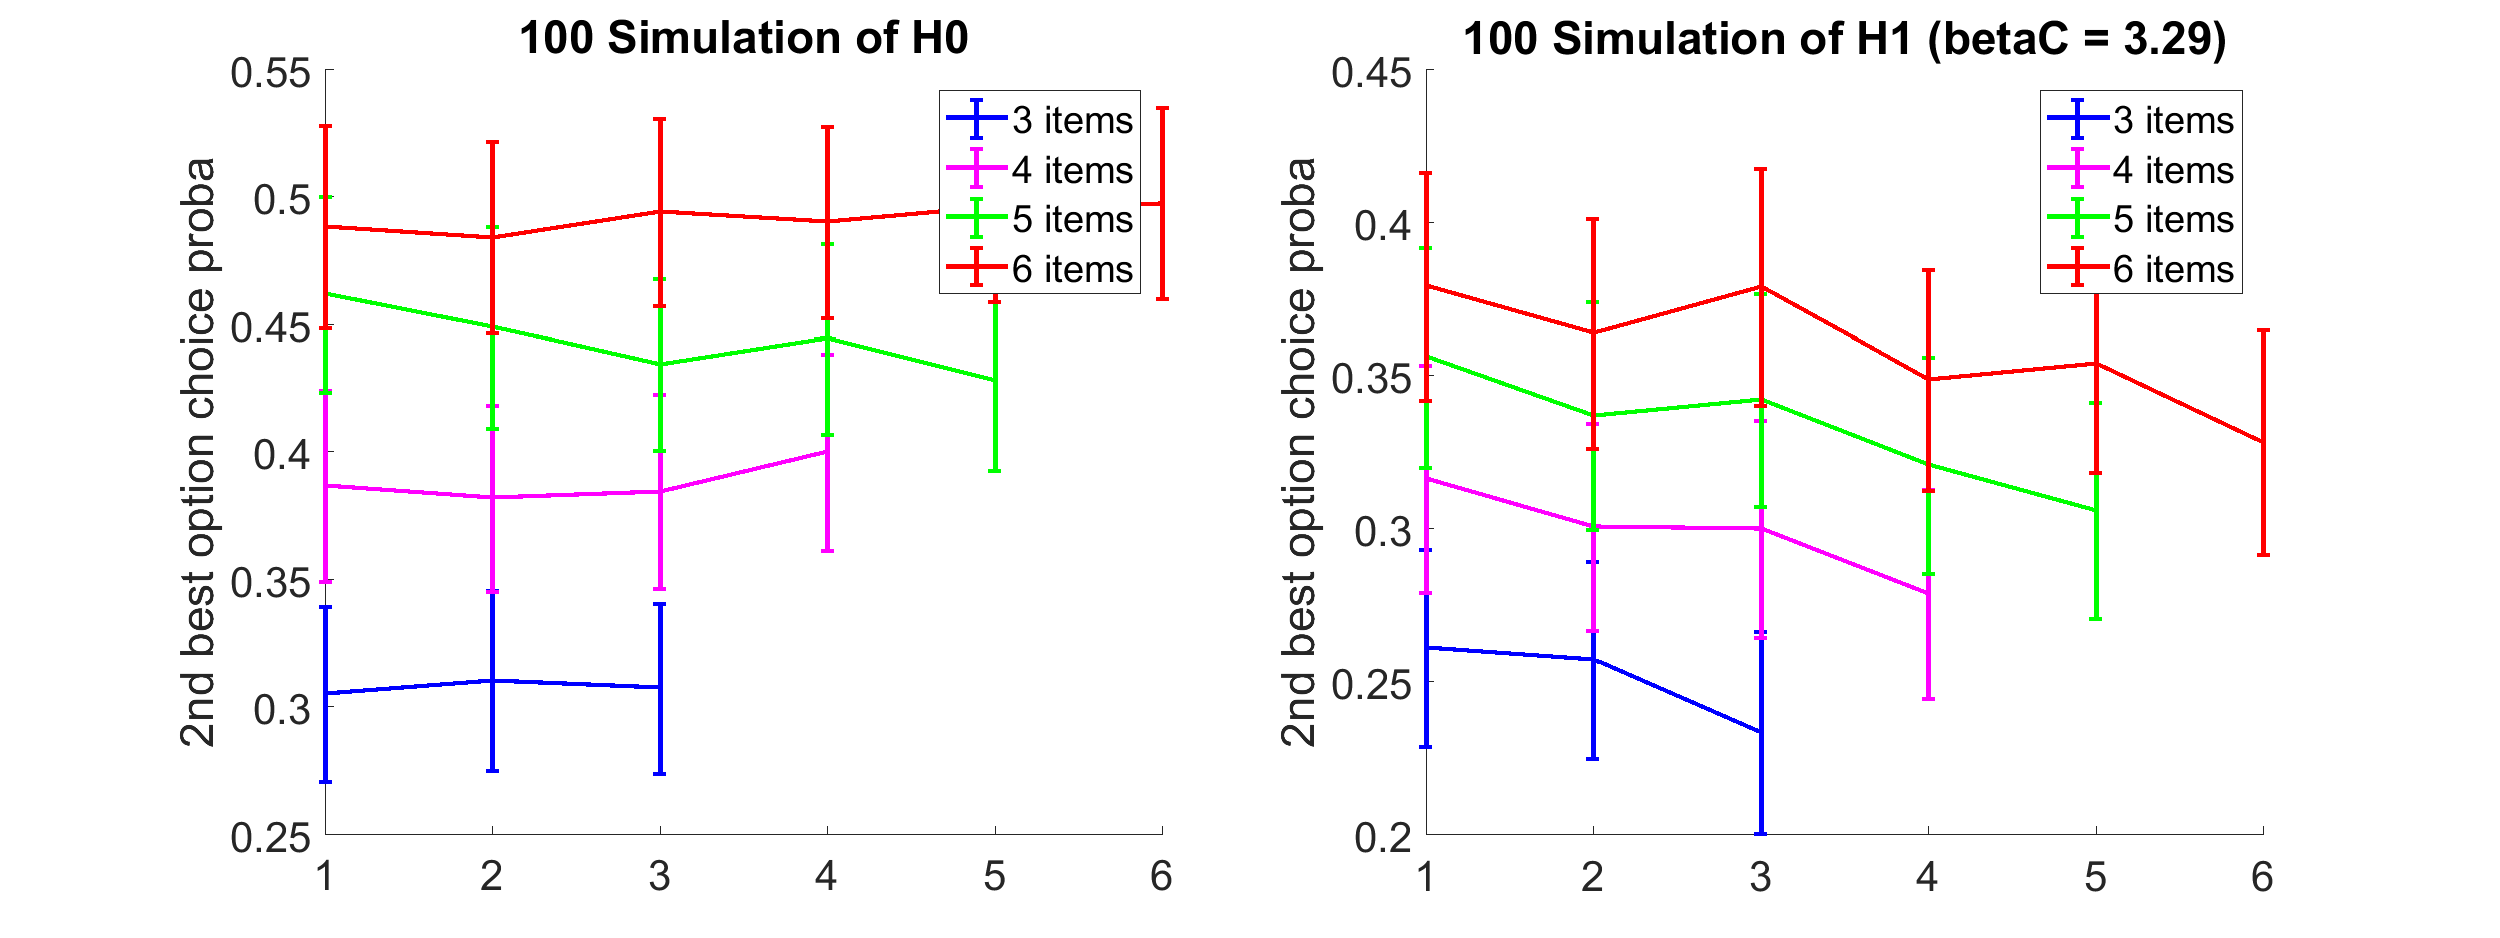 100 Simulation of H0
0.55
0.5
0.45
0.4
0.35
0.3
0.25
2nd best option choice proba
3 items
4 items
5 items
6 items
1 2 3 4 5 6
100 Simulation of H1 (betaC = 3.29)
0.45
0.4
0.35
0.3
0.25
0.2
2nd best option choice proba
3 items
4 items
5 items
6 items
1 2 3 4 5 6